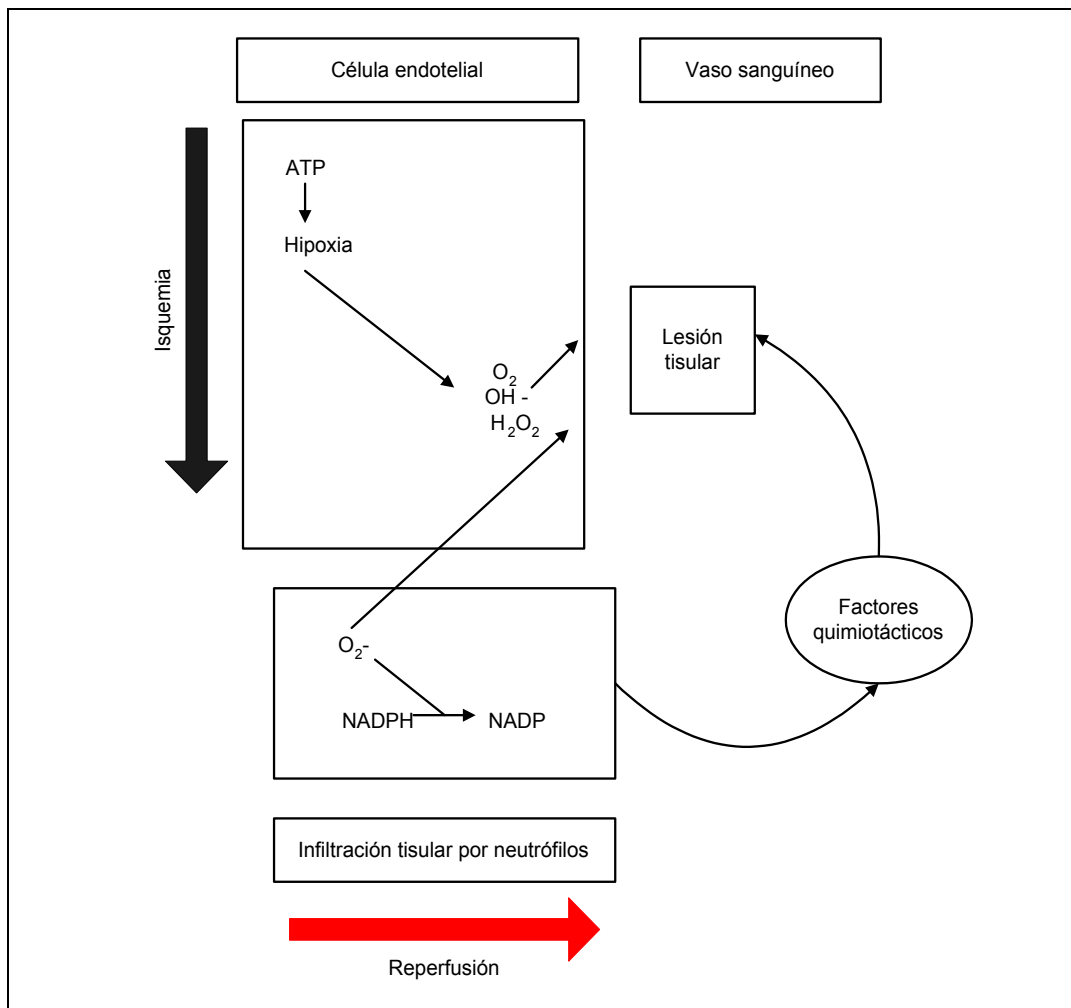 Célula endotelial
Vaso sanguíneo
Isquemia
ATP
Hipoxia
O2
OH -
H2O2
Lesión
tisular
Factores
quimiotácticos
O2-
NADPH
NADP
Infiltración tisular por neutrófilos
Reperfusión